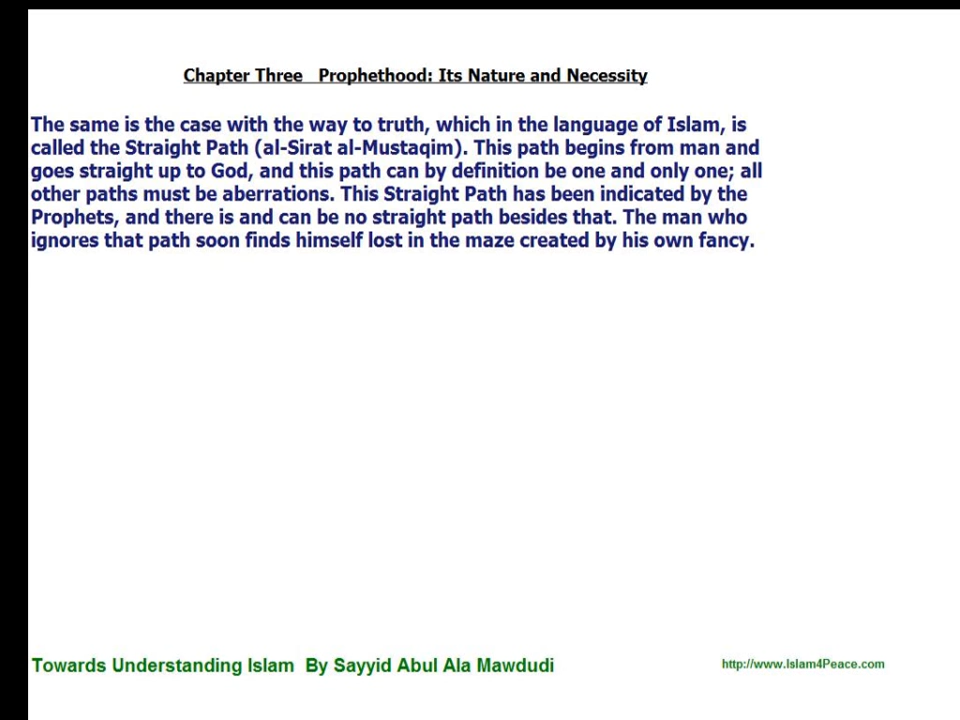 Chapter Three   Prophethood: Its Nature and Necessity
The same is the case with the way to truth, which in the language of Islam, is
called the Straight Path (al-Sirat al-Mustaqim). This path begins from man and
goes straight up to God, and this path can by definition be one and only one; all
other paths must be aberrations. This Straight Path has been indicated by the
Prophets, and there is and can be no straight path besides that. The man who
ignores that path soon finds himself lost in the maze created by his own fancy.
Towards Understanding Islam  By Sayyid Abul Ala Mawdudi
http://www.Islam4Peace.com